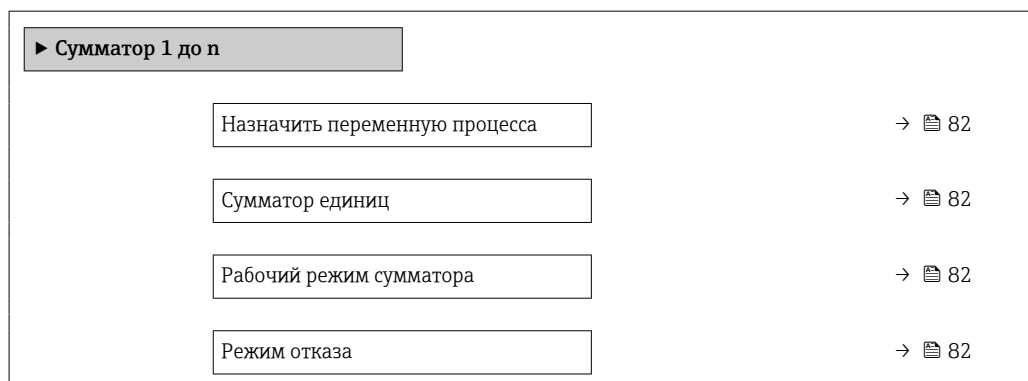 ▶ Сумматор 1 до n
Назначить переменную процесса → 82
Сумматор единиц → 82
Рабочий режим сумматора → 82
Режим отказа → 82